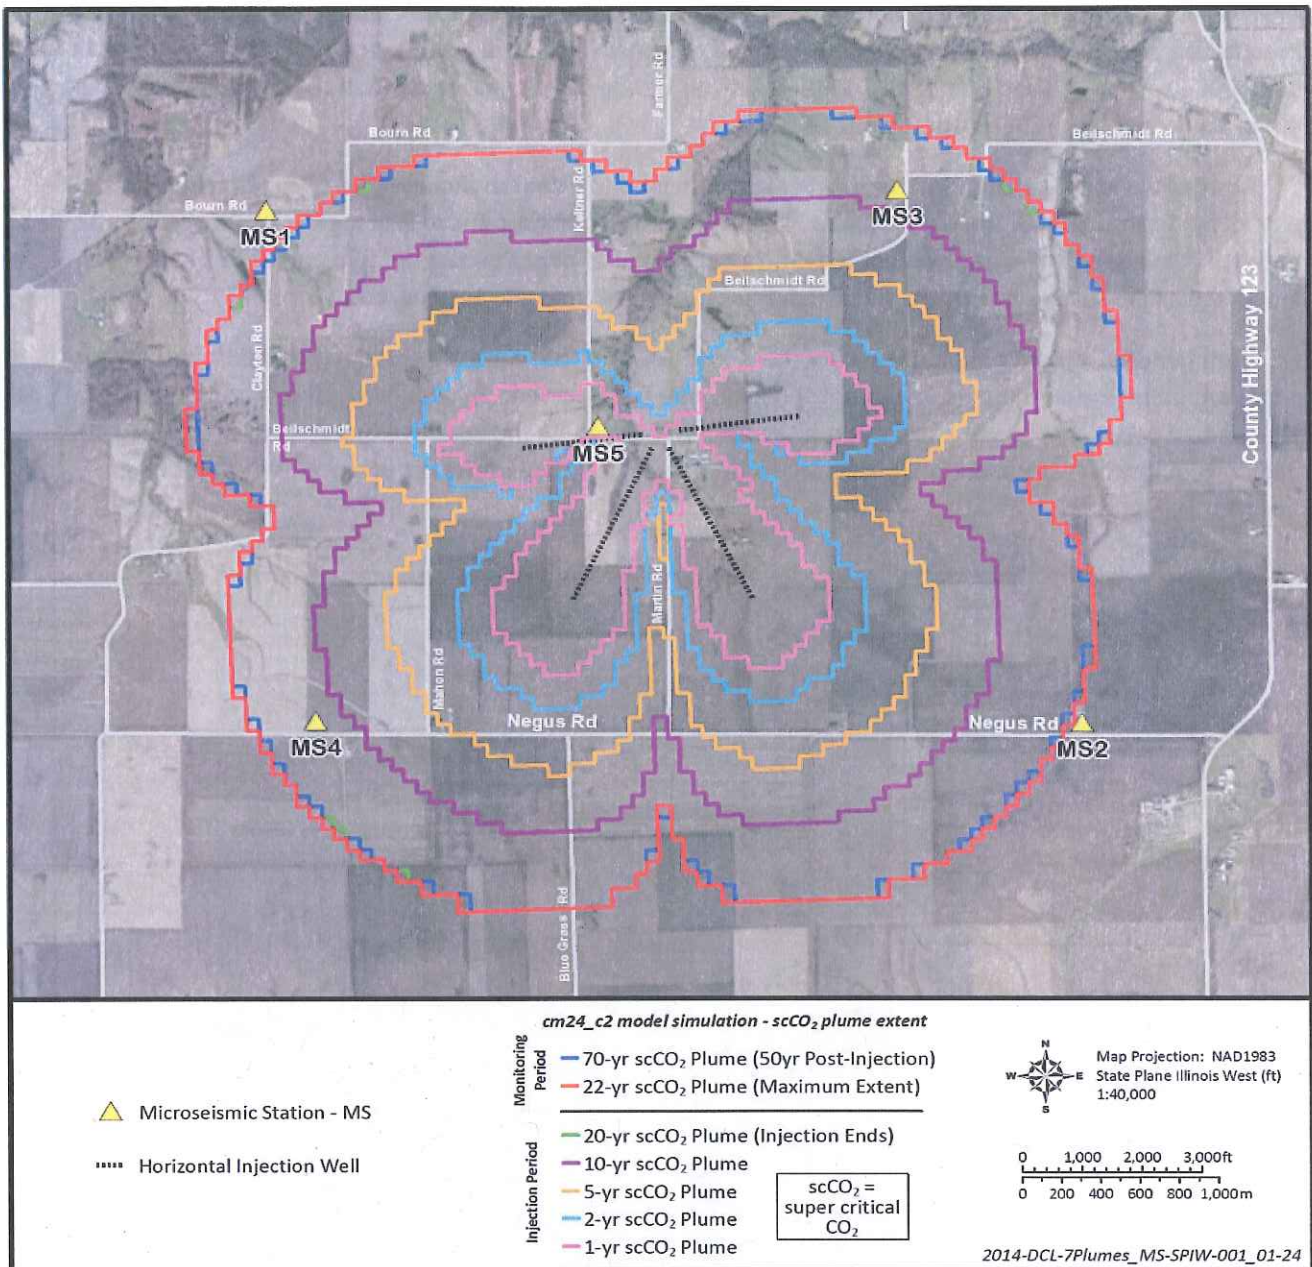 Farmer Rd
Bourn Rd
Beilschmidt Rd
Keltner Rd
Bourn Rd
MS1
MS3
Beilschmidt Rd
County Highway 123
Clayton Rd
Beilschmidt
Rd
MS5
Martin Rd
Mahon Rd
Negus Rd
Negus Rd
MS4
MS2
Blue Grass Rd
cm24_c2 model simulation - scCO₂ plume extent
Monitoring
Period
70-yr scCO₂ Plume (50yr Post-Injection)
22-yr scCO₂ Plume (Maximum Extent)
Injection Period
20-yr scCO₂ Plume (Injection Ends)
10-yr scCO₂ Plume
5-yr scCO₂ Plume
2-yr scCO₂ Plume
1-yr scCO₂ Plume
scCO₂ =
super critical
CO₂
Microseismic Station - MS
Horizontal Injection Well
N
W E
S
Map Projection: NAD1983
State Plane Illinois West (ft)
1:40,000
0 1,000 2,000 3,000ft
0 200 400 600 800 1,000m
2014-DCL-7Plumes_MS-SPIW-001_01-24